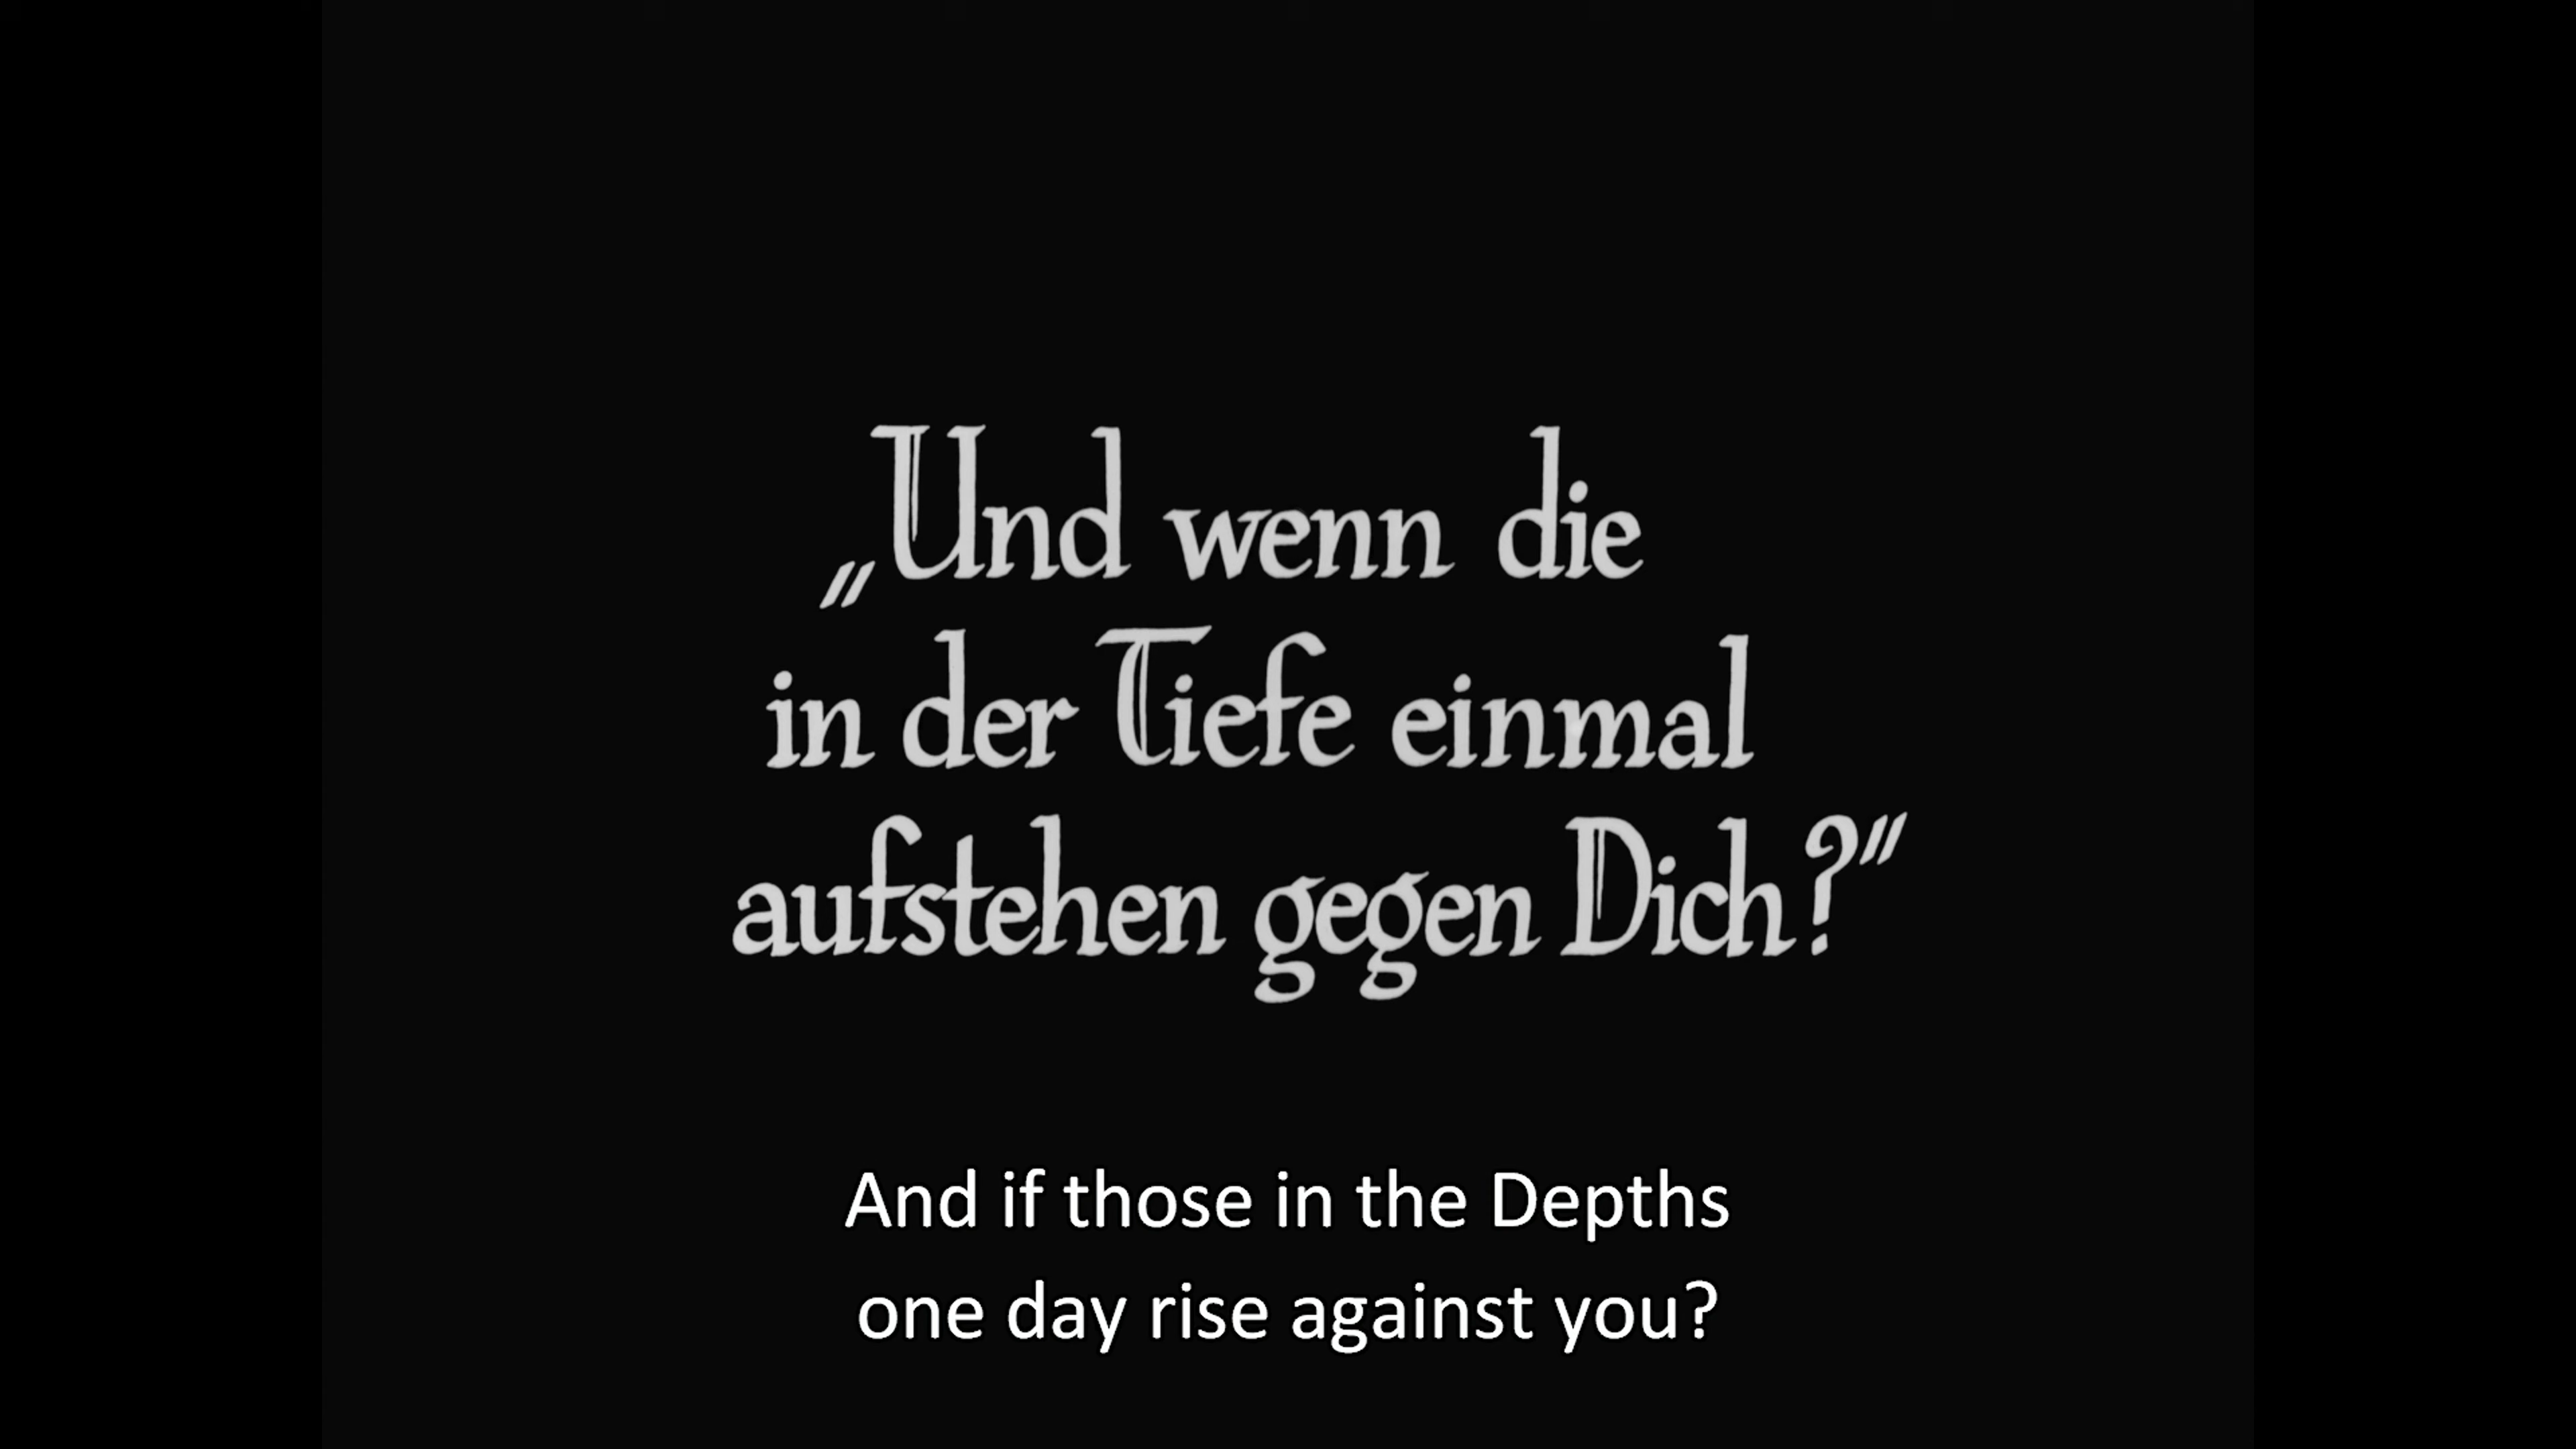 „Und wenn die
in der Tiefe einmal
aufstehen gegen Dich?”
And if those in the Depths
one day rise against you?